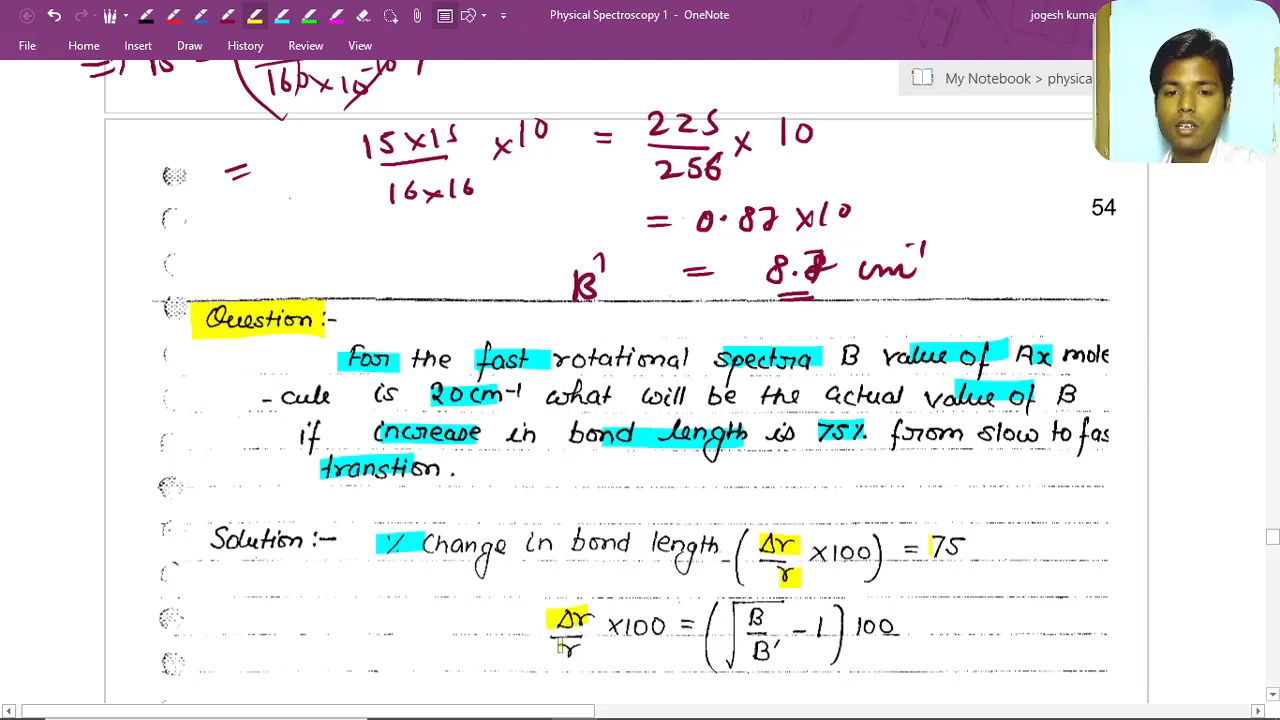 Physical Spectroscopy 1 - OneNote
jogesh kumar
File Home Insert Draw History Review View
My Notebook > physica
160 × 10
15×15 / 16×16 ×10 = 225 / 256 × 10
54
= 0.87 ×10
B' = 8.7 cm⁻¹
Question:-
For the fast rotational spectra B value of Ax mole
-cule is 20cm⁻¹ what will be the actual value of B
if increase in bond length is 75% from slow to fas
transtion.
Solution:- % Change in bond length (Δr/r ×100) = 75
Δr/r ×100 = (√B/B' - 1) 100